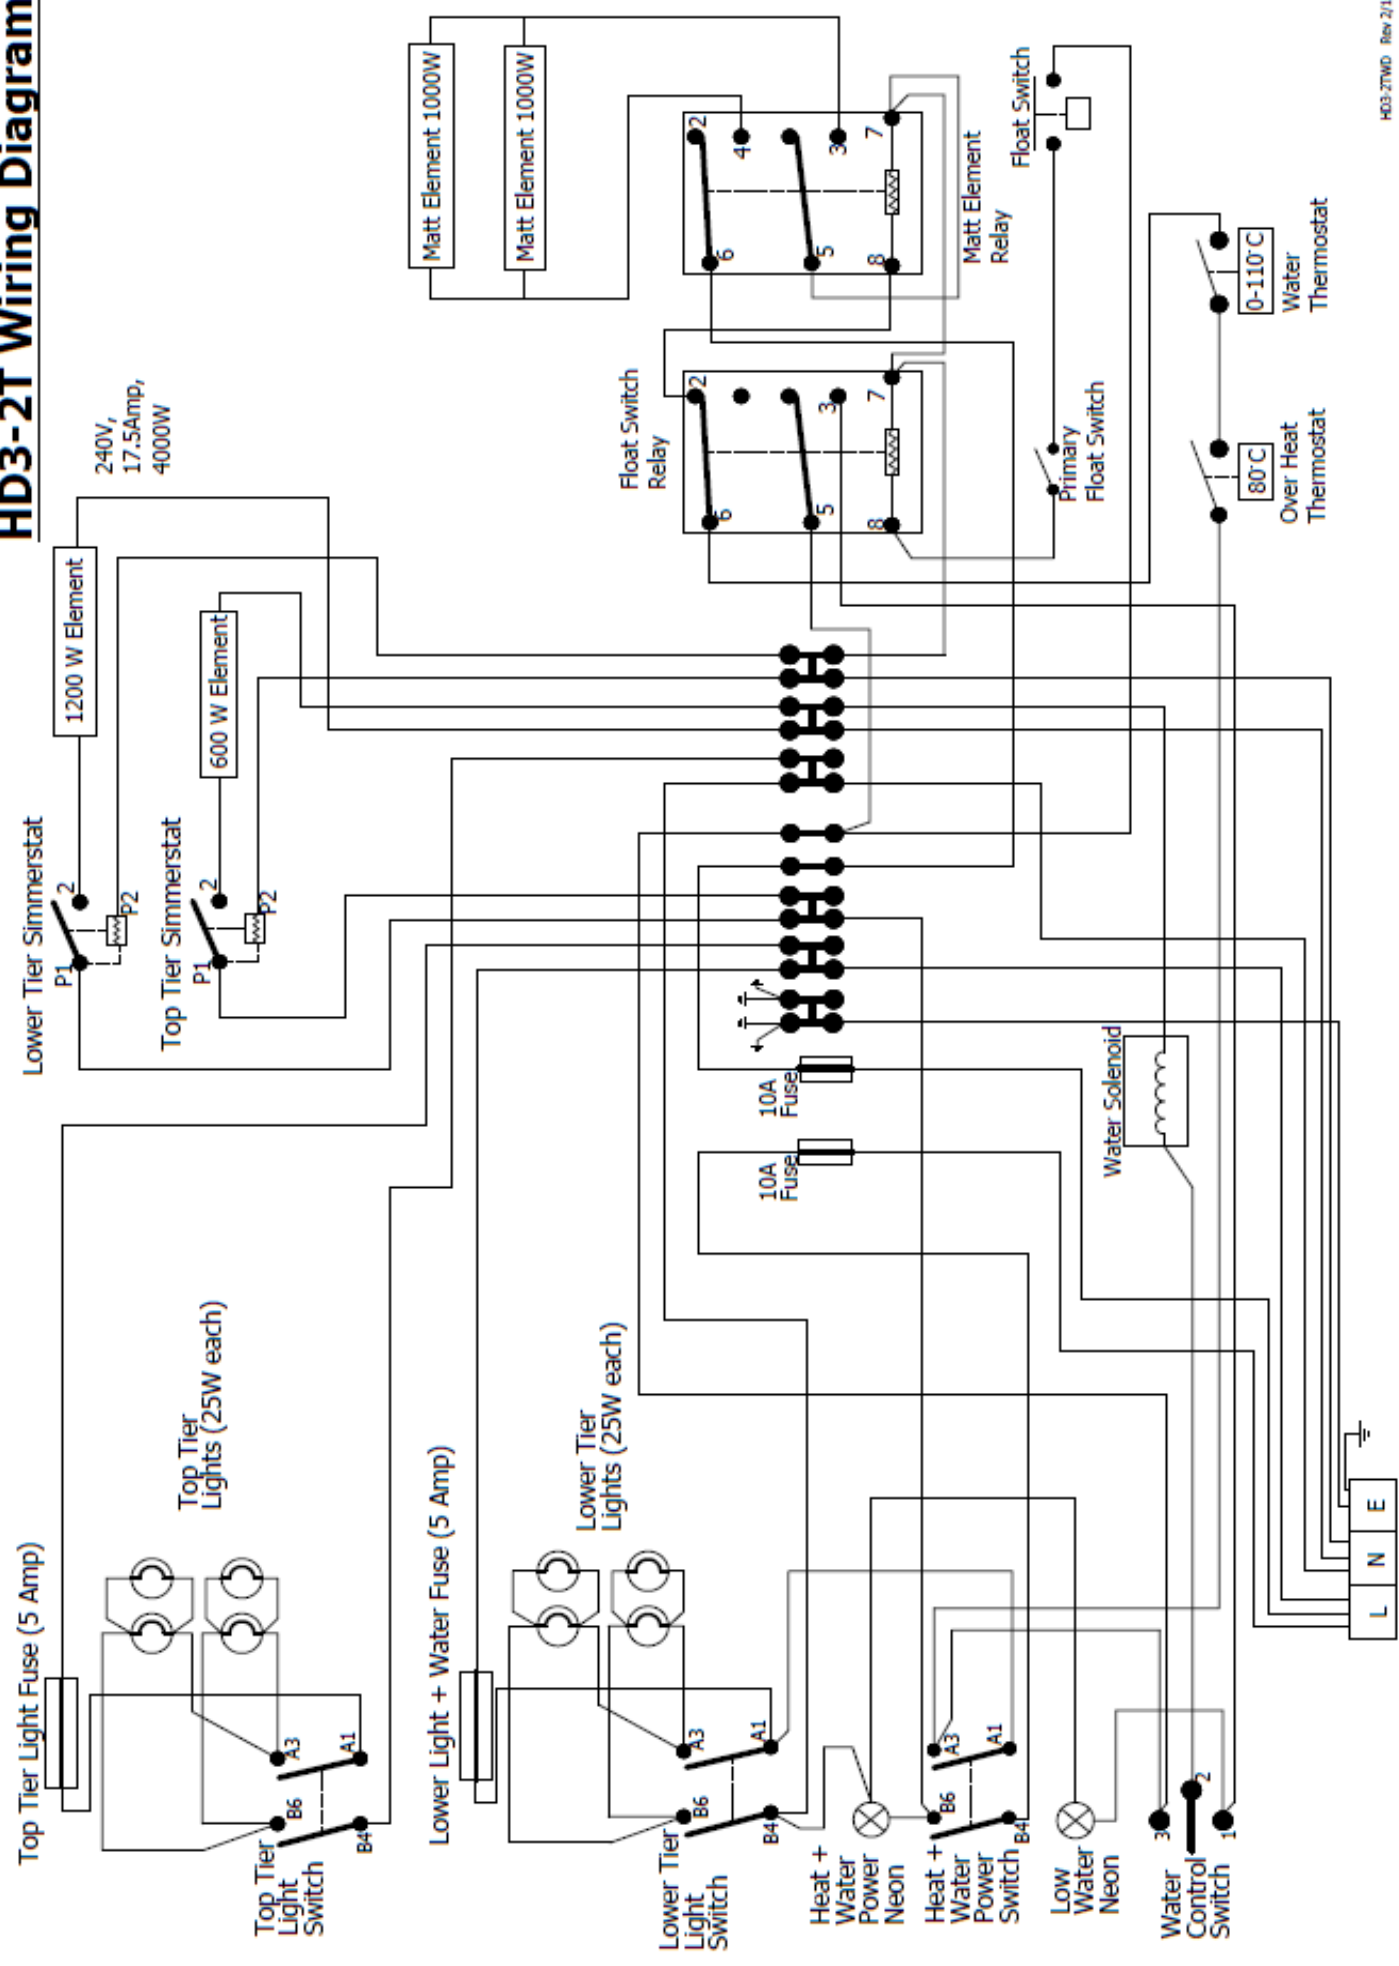 HD3-2T Wiring Diagram
240V,
17.5Amp,
4000W
Lower Tier Simmerstat
P1
2
P2
1200 W Element
Top Tier Simmerstat
P1
2
P2
600 W Element
Matt Element 1000W
Matt Element 1000W
Float Switch
Relay
2
3
5
6
7
8
Matt Element
Relay
2
4
3
5
6
7
8
Float Switch
Primary
Float Switch
80°C
Over Heat
Thermostat
0-110°C
Water
Thermostat
Top Tier Light Fuse (5 Amp)
Top Tier
Lights (25W each)
Top Tier
Light
Switch
A3
A1
B6
B4
Lower Light + Water Fuse (5 Amp)
Lower Tier
Lights (25W each)
Lower Tier
Light
Switch
A3
A1
B6
B4
10A
Fuse
10A
Fuse
Water Solenoid
Heat +
Water
Power
Neon
Heat +
Water
Power
Switch
A3
A1
B6
B4
Low
Water
Neon
Water
Control
Switch
3
2
1
L
N
E
HD3-2TWD Rev 2/1